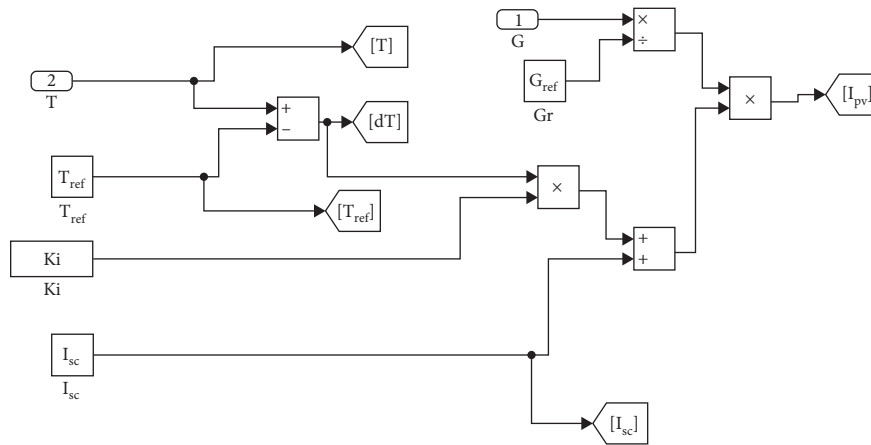 1
G
×
÷
[T]
2
T
G_ref
Gr
×
[I_pv]
+
−
[dT]
T_ref
T_ref
[T_ref]
×
Ki
Ki
+
+
I_sc
I_sc
[I_sc]